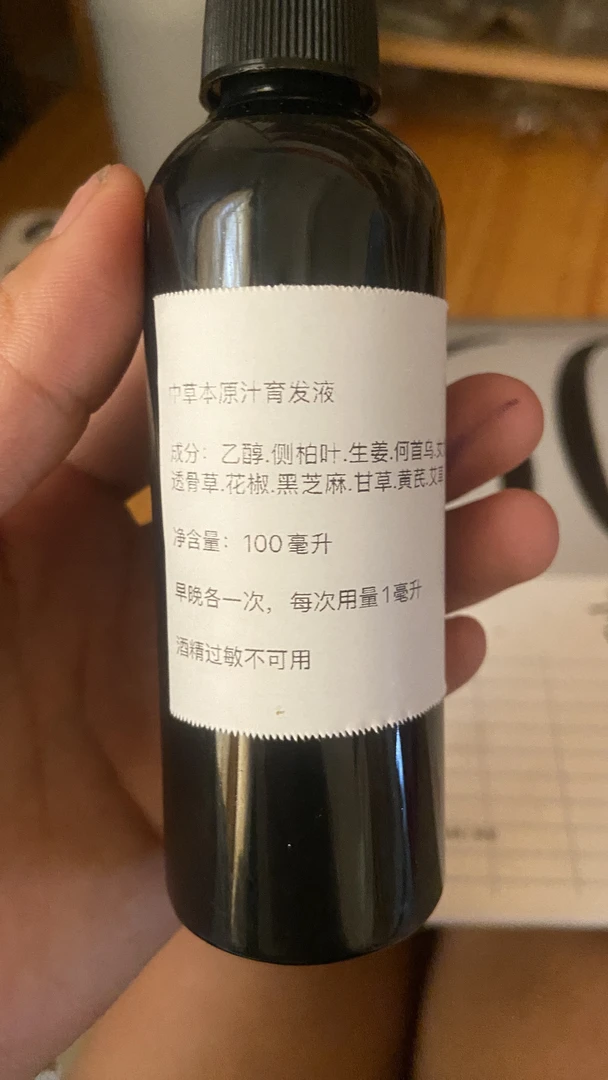 中草本原汁育发液
成分：乙醇.侧柏叶.生姜.何首乌.女
透骨草.花椒.黑芝麻.甘草.黄芪.艾草
净含量：100毫升
早晚各一次，每次用量1毫升
酒精过敏不可用